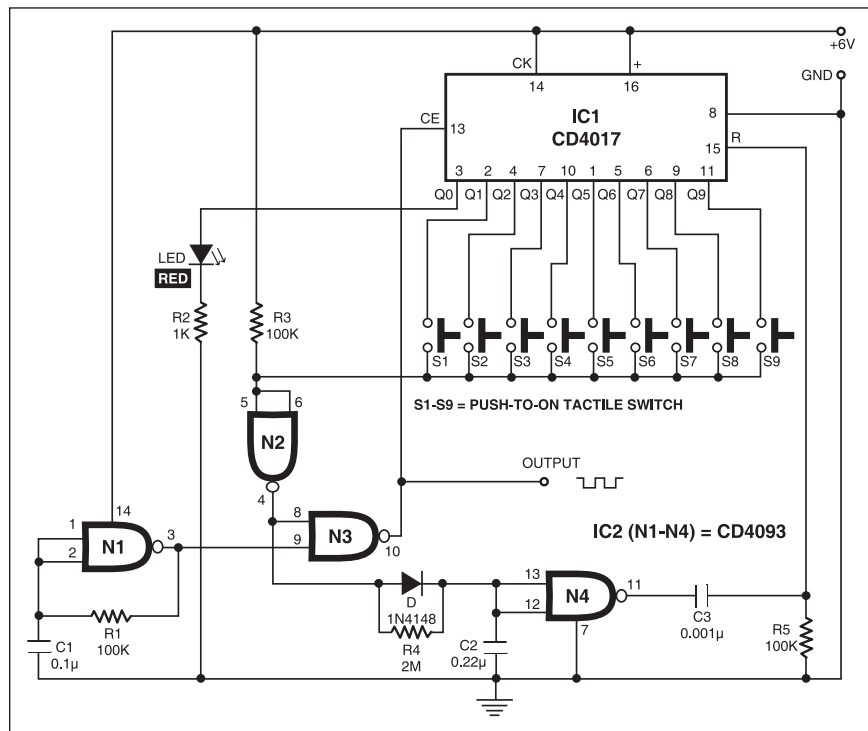 +6V
GND
CK
+
14
16
IC1
CD4017
CE
13
8
15
R
3 2 4 7 10 1 5 6 9 11
Q0 Q1 Q2 Q3 Q4 Q5 Q6 Q7 Q8 Q9
LED
RED
R2
1K
R3
100K
S1 S2 S3 S4 S5 S6 S7 S8 S9
S1-S9 = PUSH-TO-ON TACTILE SWITCH
5 6
N2
4
OUTPUT
14
1
2
N1
3
8
9
N3
10
IC2 (N1-N4) = CD4093
R1
100K
C1
0.1µ
D
1N4148
R4
2M
13
12
N4
11
7
C2
0.22µ
C3
0.001µ
R5
100K